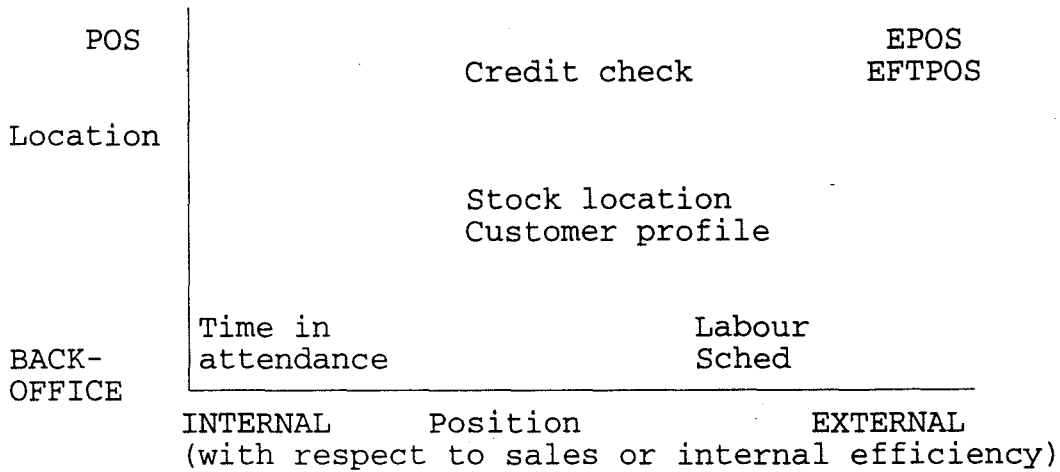 POS EPOS
Credit check EFTPOS
Location
Stock location
Customer profile
Time in Labour
BACK- attendance Sched
OFFICE
INTERNAL Position EXTERNAL
(with respect to sales or internal efficiency)